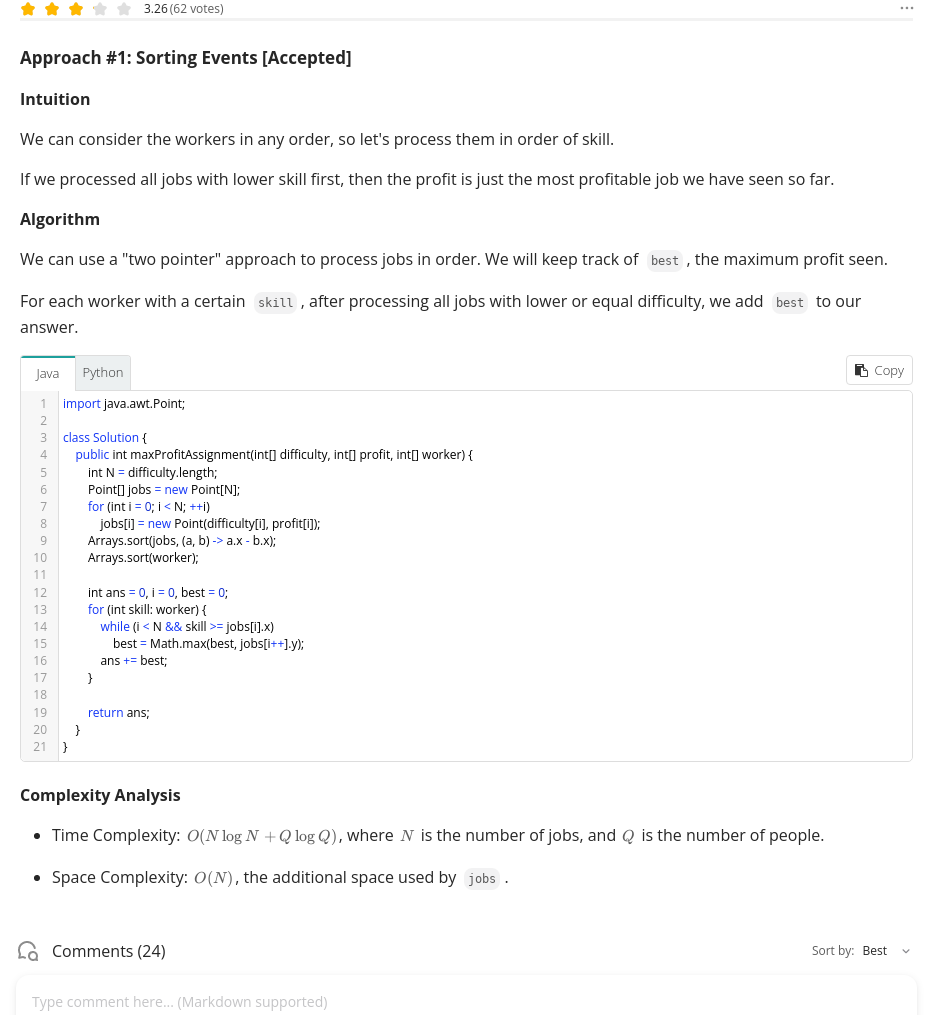 3.26 (62 votes)
Approach #1: Sorting Events [Accepted]
Intuition
We can consider the workers in any order, so let's process them in order of skill.
If we processed all jobs with lower skill first, then the profit is just the most profitable job we have seen so far.
Algorithm
We can use a "two pointer" approach to process jobs in order. We will keep track of best , the maximum profit seen.
For each worker with a certain skill , after processing all jobs with lower or equal difficulty, we add best to our
answer.
Java Python Copy
1 import java.awt.Point;
2
3 class Solution {
4     public int maxProfitAssignment(int[] difficulty, int[] profit, int[] worker) {
5         int N = difficulty.length;
6         Point[] jobs = new Point[N];
7         for (int i = 0; i < N; ++i)
8             jobs[i] = new Point(difficulty[i], profit[i]);
9         Arrays.sort(jobs, (a, b) -> a.x - b.x);
10         Arrays.sort(worker);
11
12         int ans = 0, i = 0, best = 0;
13         for (int skill: worker) {
14             while (i < N && skill >= jobs[i].x)
15                 best = Math.max(best, jobs[i++].y);
16             ans += best;
17         }
18
19         return ans;
20     }
21 }
Complexity Analysis
• Time Complexity: O(N log N + Q log Q), where N is the number of jobs, and Q is the number of people.
• Space Complexity: O(N), the additional space used by jobs .
Comments (24) Sort by: Best
Type comment here... (Markdown supported)